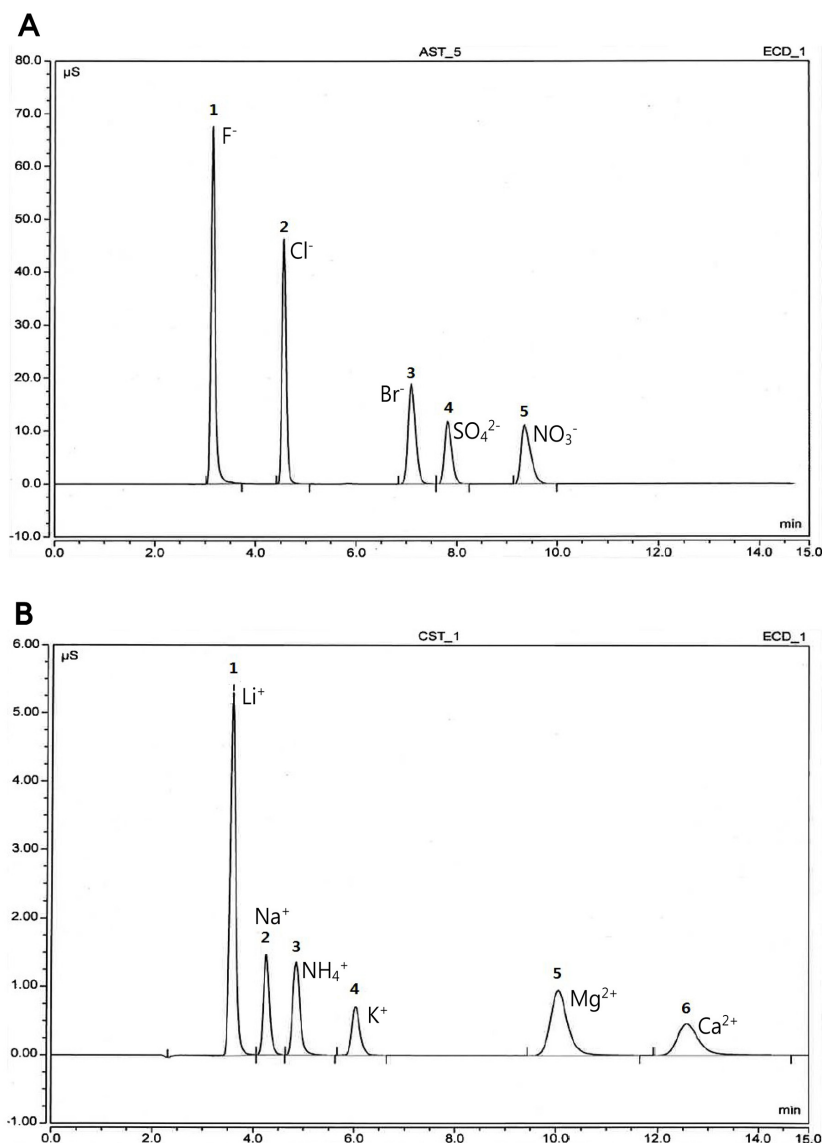 A
AST_5 ECD_1
80.0
µS
70.0
1
F⁻
60.0
50.0
2
Cl⁻
40.0
30.0
20.0
3
Br⁻
4
SO₄²⁻
5
NO₃⁻
10.0
0.0
-10.0
min
0.0 2.0 4.0 6.0 8.0 10.0 12.0 14.0 15.0
B
CST_1 ECD_1
6.00
µS
1
Li⁺
5.00
4.00
3.00
2.00
Na⁺
2
3
NH₄⁺
1.00
4
K⁺
5
Mg²⁺
6
Ca²⁺
0.00
-1.00
min
0.0 2.0 4.0 6.0 8.0 10.0 12.0 14.0 15.0